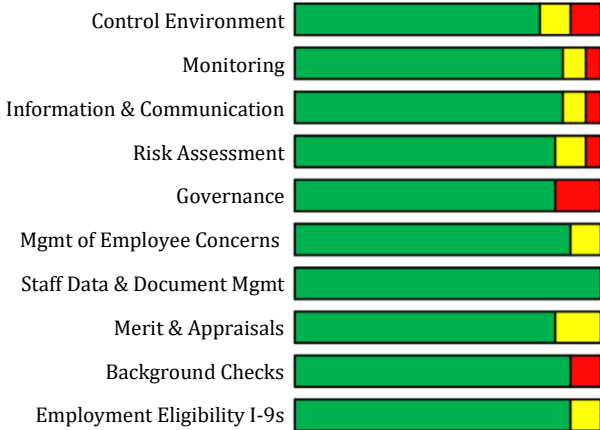 Control Environment
Monitoring
Information & Communication
Risk Assessment
Governance
Mgmt of Employee Concerns
Staff Data & Document Mgmt
Merit & Appraisals
Background Checks
Employment Eligibility I-9s